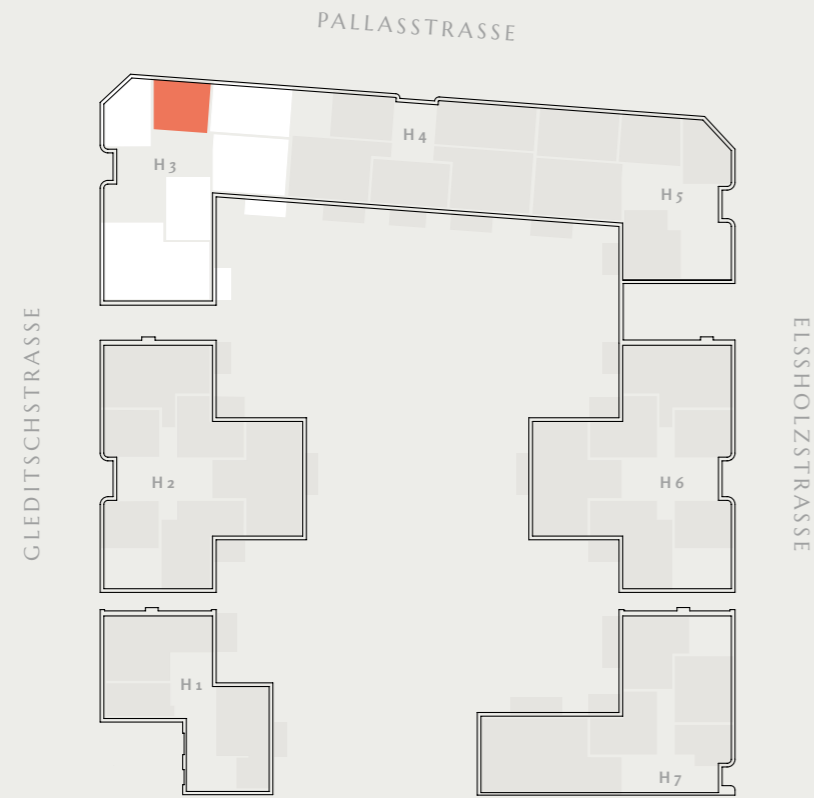 PALLASSTRASSE
H 4
H 3
H 5
GLEDITSCHSTRASSE
ELSSHOLZSTRASSE
H 2
H 6
H 1
H 7